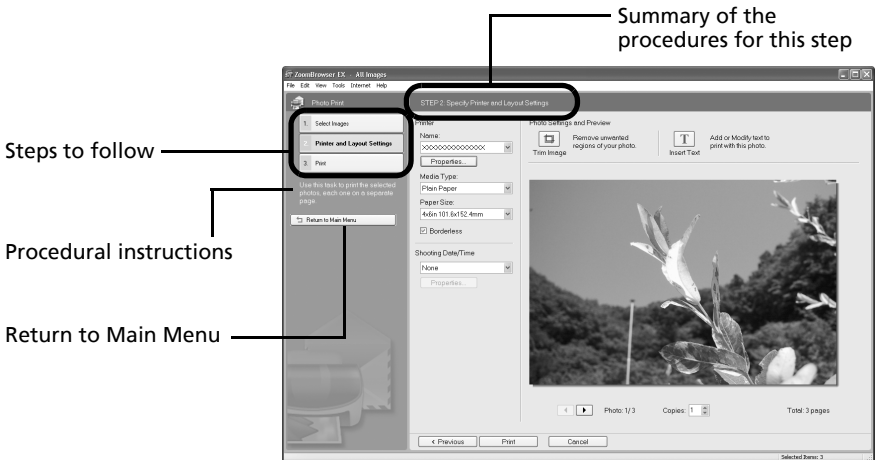 Summary of the
procedures for this step
ZoomBrowser EX - All Images
File Edit View Tools Internet Help
Photo Print
STEP 2. Specify Printer and Layout Settings
1. Select Images
2. Printer and Layout Settings
3. Print
Use this task to print the selected
photos, each one on a separate
page.
Return to Main Menu
Steps to follow
Procedural instructions
Return to Main Menu
Printer
Name:
XXXXXXXXXXXXXX
Properties...
Media Type:
Plain Paper
Paper Size:
4x6in 101.6x152.4mm
Borderless
Shooting Date/Time
None
Properties...
Photo Settings and Preview
Trim Image
Remove unwanted
regions of your photo.
Insert Text
Add or Modify text to
print with this photo.
Photo: 1/3
Copies: 1
Total: 3 pages
< Previous
Print
Cancel
Selected Items: 3